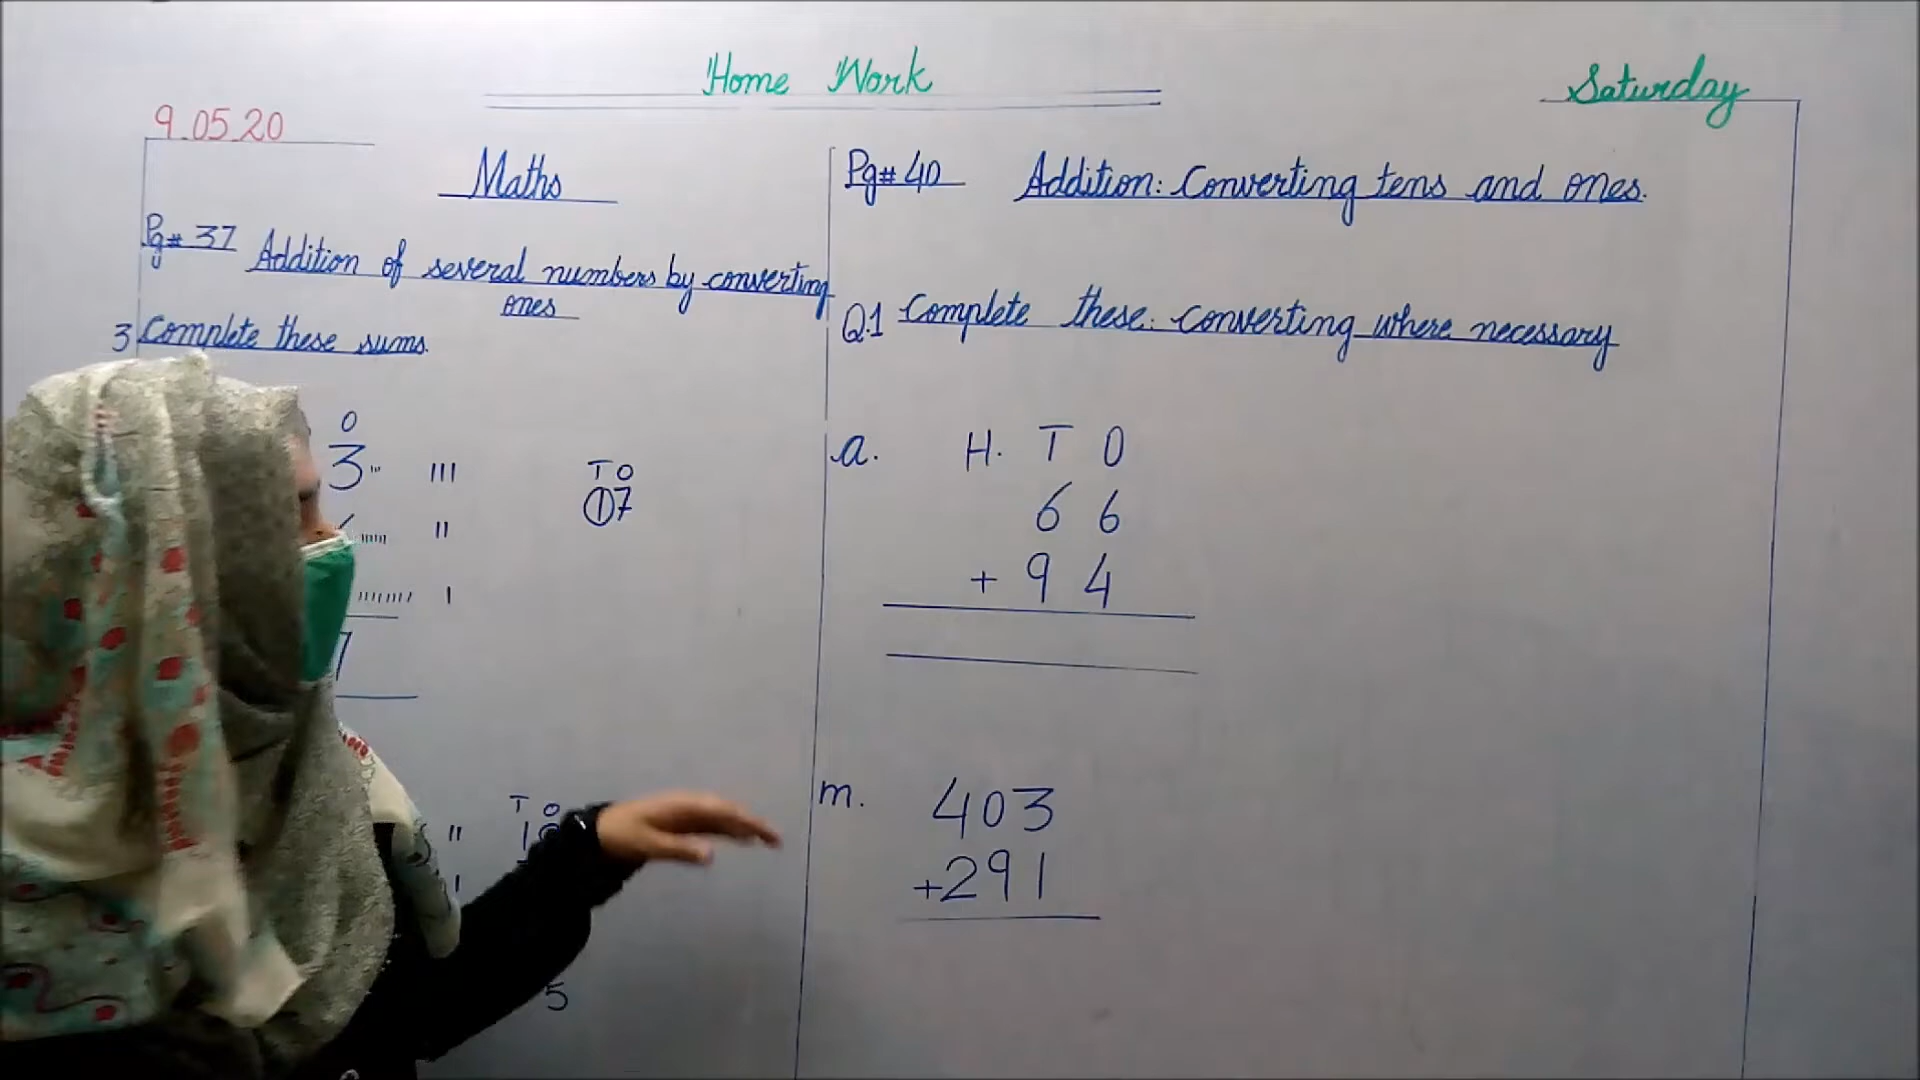 Home Work
Saturday
9.05.20
Maths
Pg# 37 Addition of several numbers by converting
ones
3 Complete these sums.
O
3
T O
17
7
T O
1
5
Pg# 40 Addition: Converting tens and ones.
Q.1 Complete these. converting where necessary
a. H. T O
6 6
+ 9 4
m. 403
+291